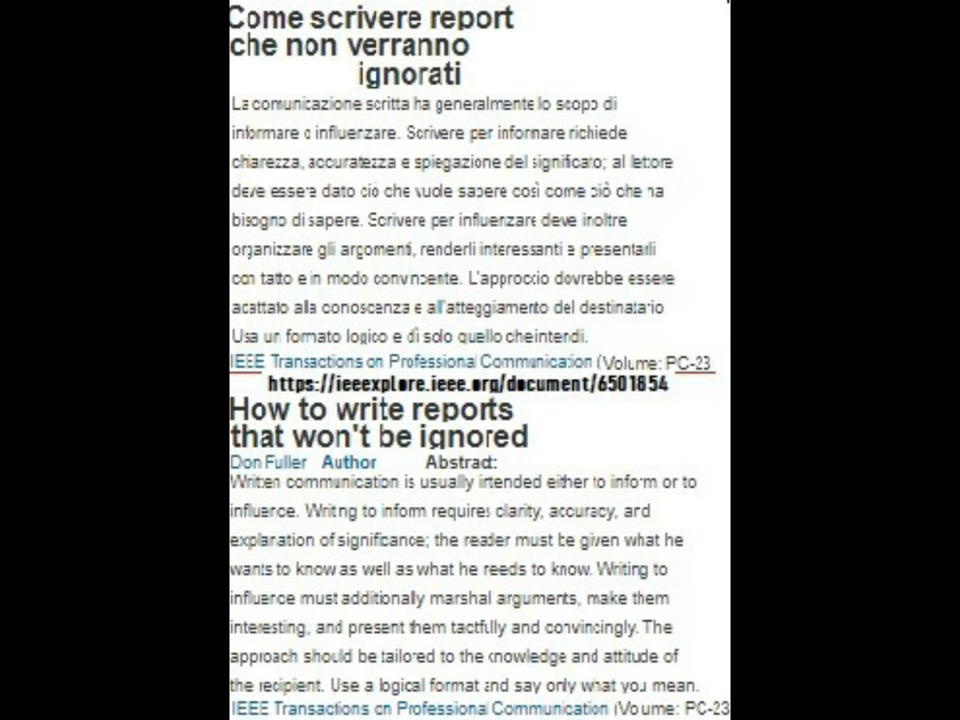 Come scrivere report
che non verranno
ignorati
La comunicazione scritta ha generalmente lo scopo di
informare o influenzare. Scrivere per informare richiede
chiarezza, accuratezza e spiegazione del significato; al lettore
deve essere dato ciò che vuole sapere così come ciò che ha
bisogno di sapere. Scrivere per influenzare deve inoltre
organizzare gli argomenti, renderli interessanti e presentarli
con tatto e in modo convincente. L'approccio dovrebbe essere
acattato alla conoscenza e all'atteggiamento del destinatario
Usa un formato logico e dì solo quello che intendi.
IEEE Transactions on Professional Communication (Volume: PC-23
https://ieeexplore.ieee.org/document/6501854
How to write reports
that won't be ignored
Don Fuller Author Abstract:
Written communication is usually intended either to inform or to
influence. Writing to inform requires clarity, accuracy, and
explanation of significance; the reader must be given what he
wants to know as well as what he needs to know. Writing to
influence must additionally marshal arguments, make them
interesting, and present them tactfully and convincingly. The
approach should be tailored to the knowledge and attitude of
the recipient. Use a logical format and say only what you mean.
IEEE Transactions on Professional Communication (Volume: PC-23